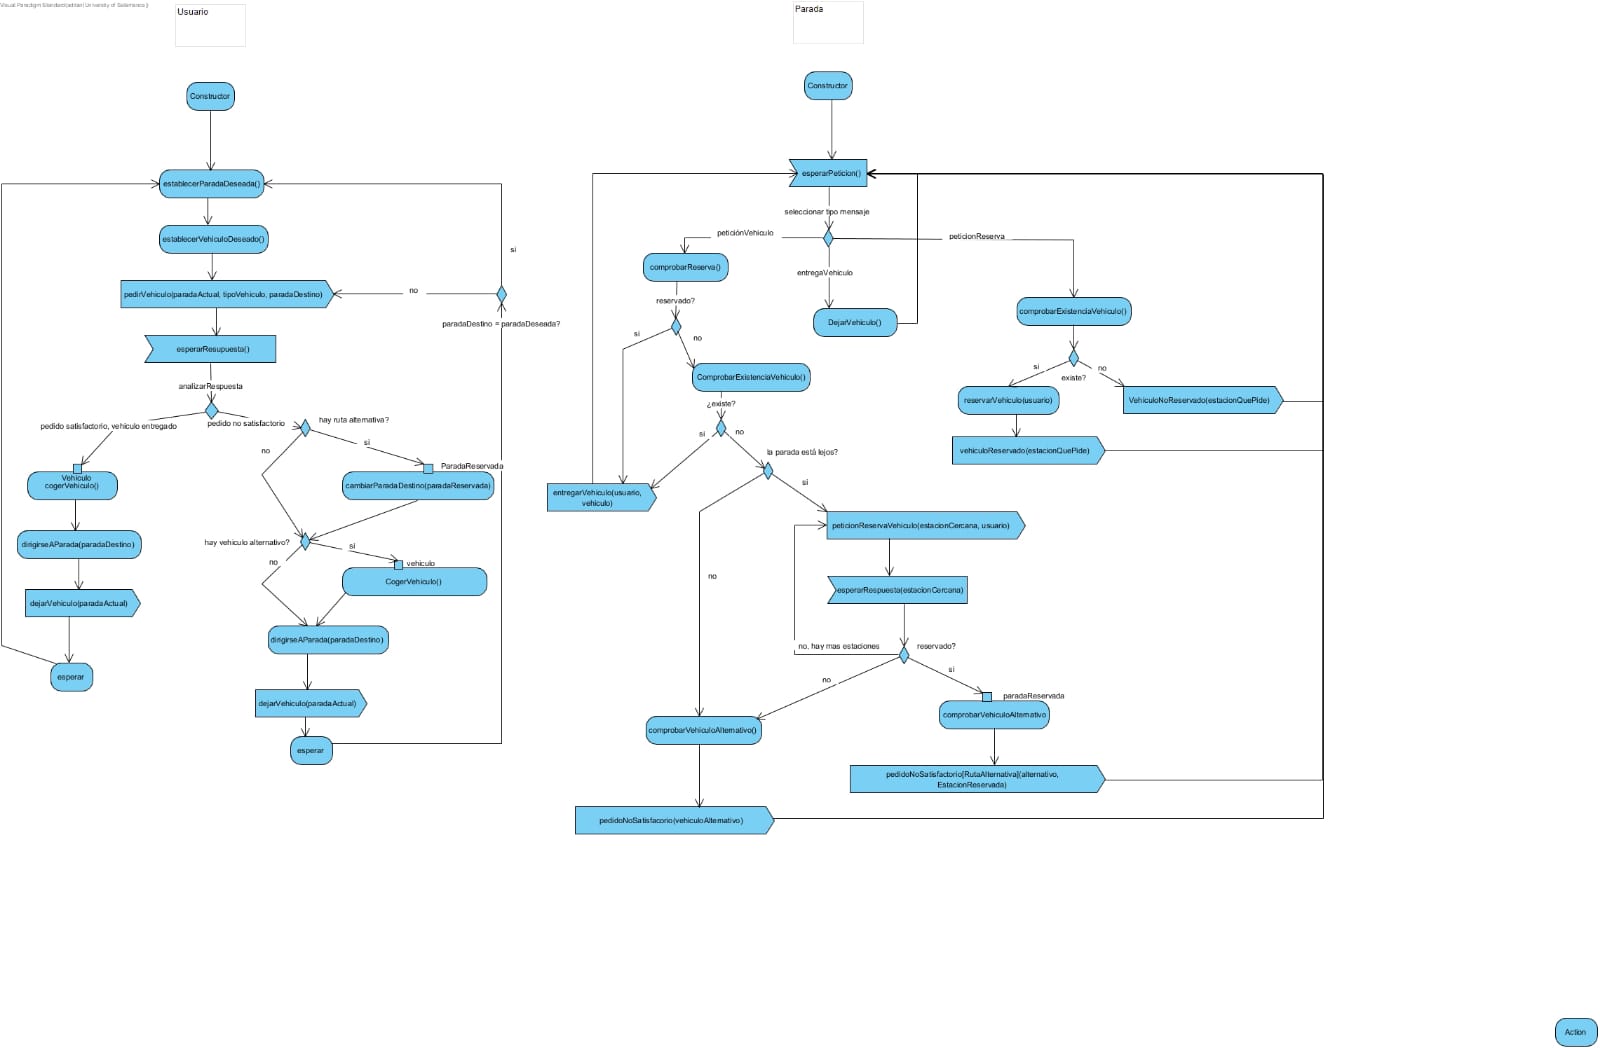 Visual Paradigm Standard(adrian(University of Salamanca))
Usuario
Constructor
establecerParadaDeseada()
establecerVehiculoDeseado()
pedirVehiculo(paradaActual, tipoVehiculo, paradaDestino)
no
si
paradaDestino = paradaDeseada?
esperarResupuesta()
analizarRespuesta
pedido satisfactorio, vehiculo entregado
pedido no satisfactorio
hay ruta alternativa?
no
si
Vehiculo
cogerVehiculo()
ParadaReservada
cambiarParadaDestino(paradaReservada)
dirigirseAParada(paradaDestino)
hay vehiculo alternativo?
si
no
vehiculo
CogerVehiculo()
dejarVehiculo(paradaActual)
dirigirseAParada(paradaDestino)
esperar
dejarVehiculo(paradaActual)
esperar
Parada
Constructor
esperarPeticion()
seleccionar tipo mensaje
peticiónVehiculo
peticionReserva
entregaVehiculo
comprobarReserva()
DejarVehiculo()
comprobarExistenciaVehiculo()
reservado?
si
no
existe?
si
no
ComprobarExistenciaVehiculo()
reservarVehiculo(usuario)
VehiculoNoReservado(estacionQuePide)
¿existe?
si
no
vehiculoReservado(estacionQuePide)
la parada está lejos?
si
no
entregarVehiculo(usuario,
vehiculo)
peticionReservaVehiculo(estacionCercana, usuario)
esperarRespuesta(estacionCercana)
no, hay mas estaciones
reservado?
si
no
paradaReservada
comprobarVehiculoAlternativo
comprobarVehiculoAlternativo()
pedidoNoSatisfactorio[RutaAlternativa](alternativo,
EstacionReservada)
pedidoNoSatisfacorio(vehiculoAlternativo)
Action